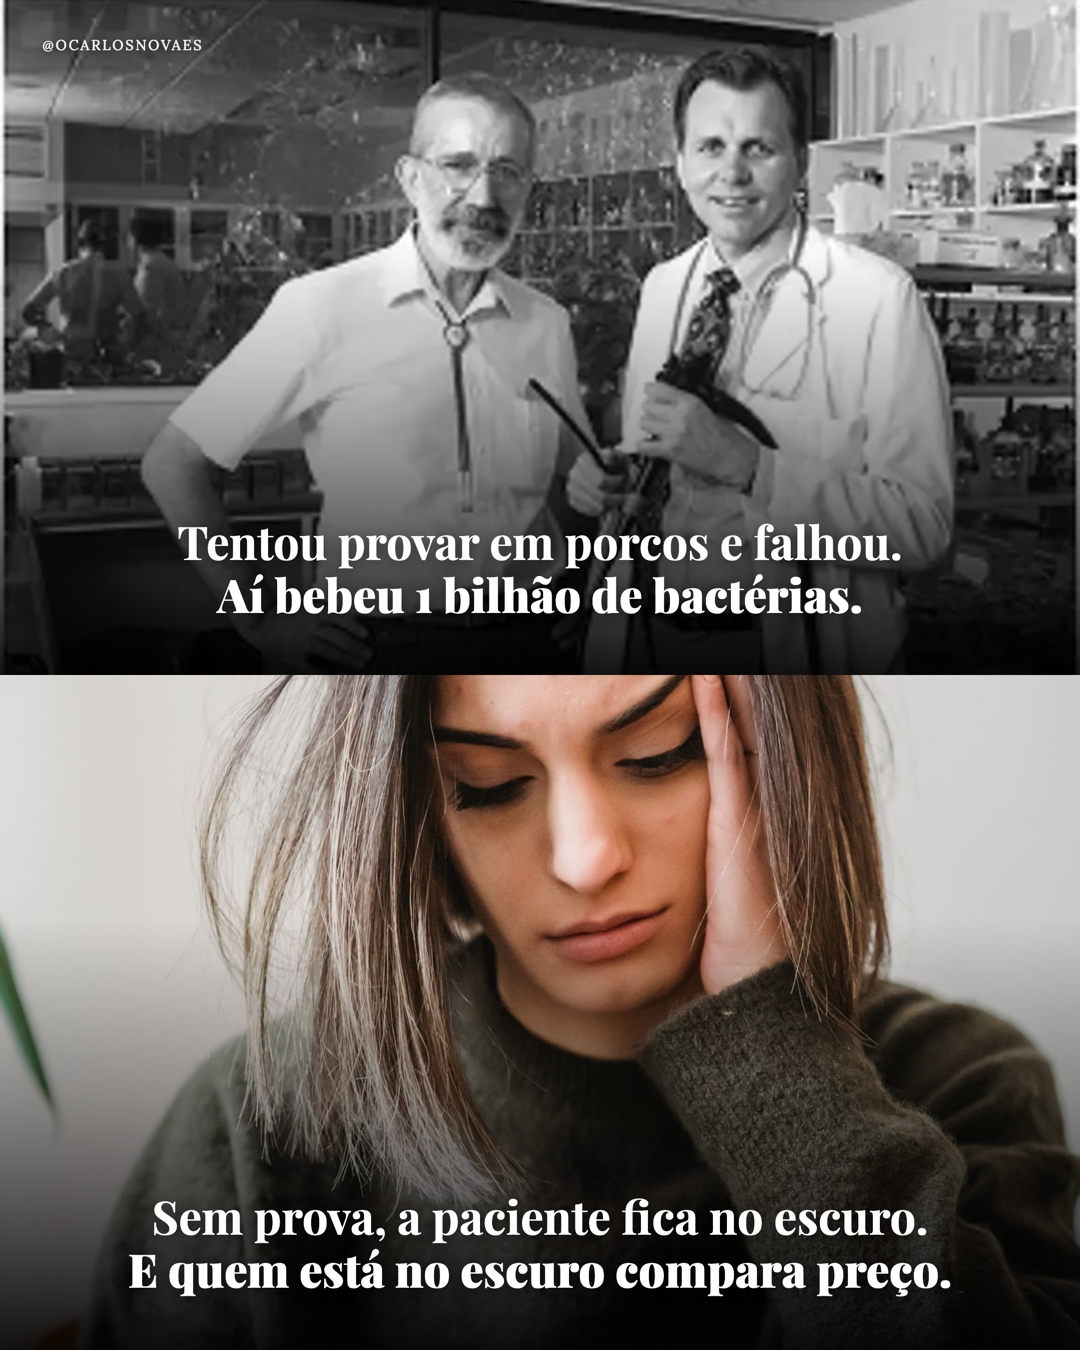 @OCARLOSNOVAES
Tentou provar em porcos e falhou.
Aí bebeu 1 bilhão de bactérias.
Sem prova, a paciente fica no escuro.
E quem está no escuro compara preço.